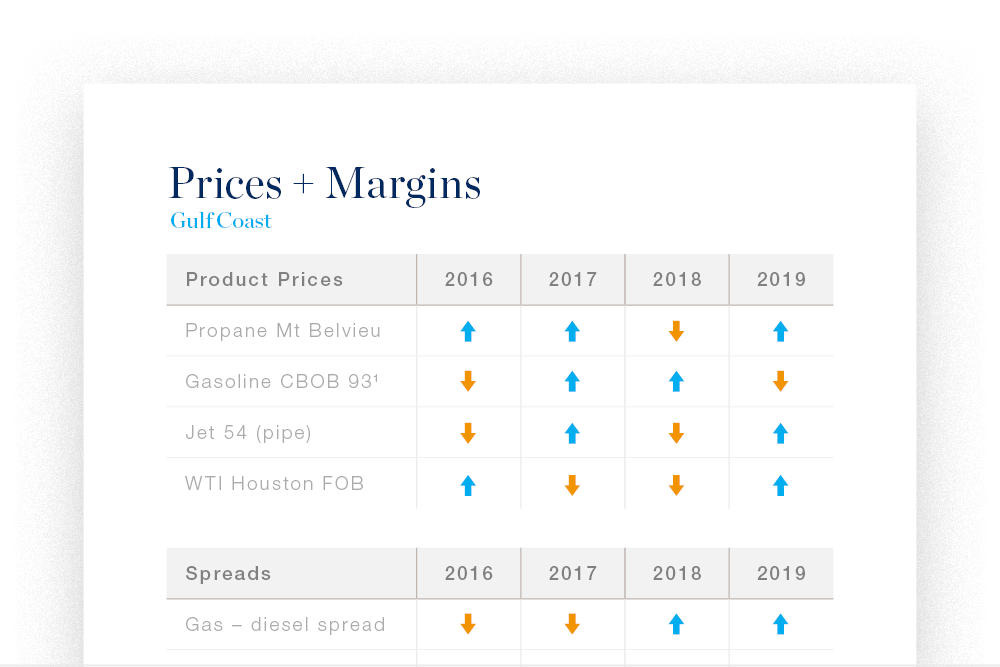 Prices + Margins
Gulf Coast
Product Prices 2016 2017 2018 2019
Propane Mt Belvieu
Gasoline CBOB 93¹
Jet 54 (pipe)
WTI Houston FOB
Spreads 2016 2017 2018 2019
Gas – diesel spread